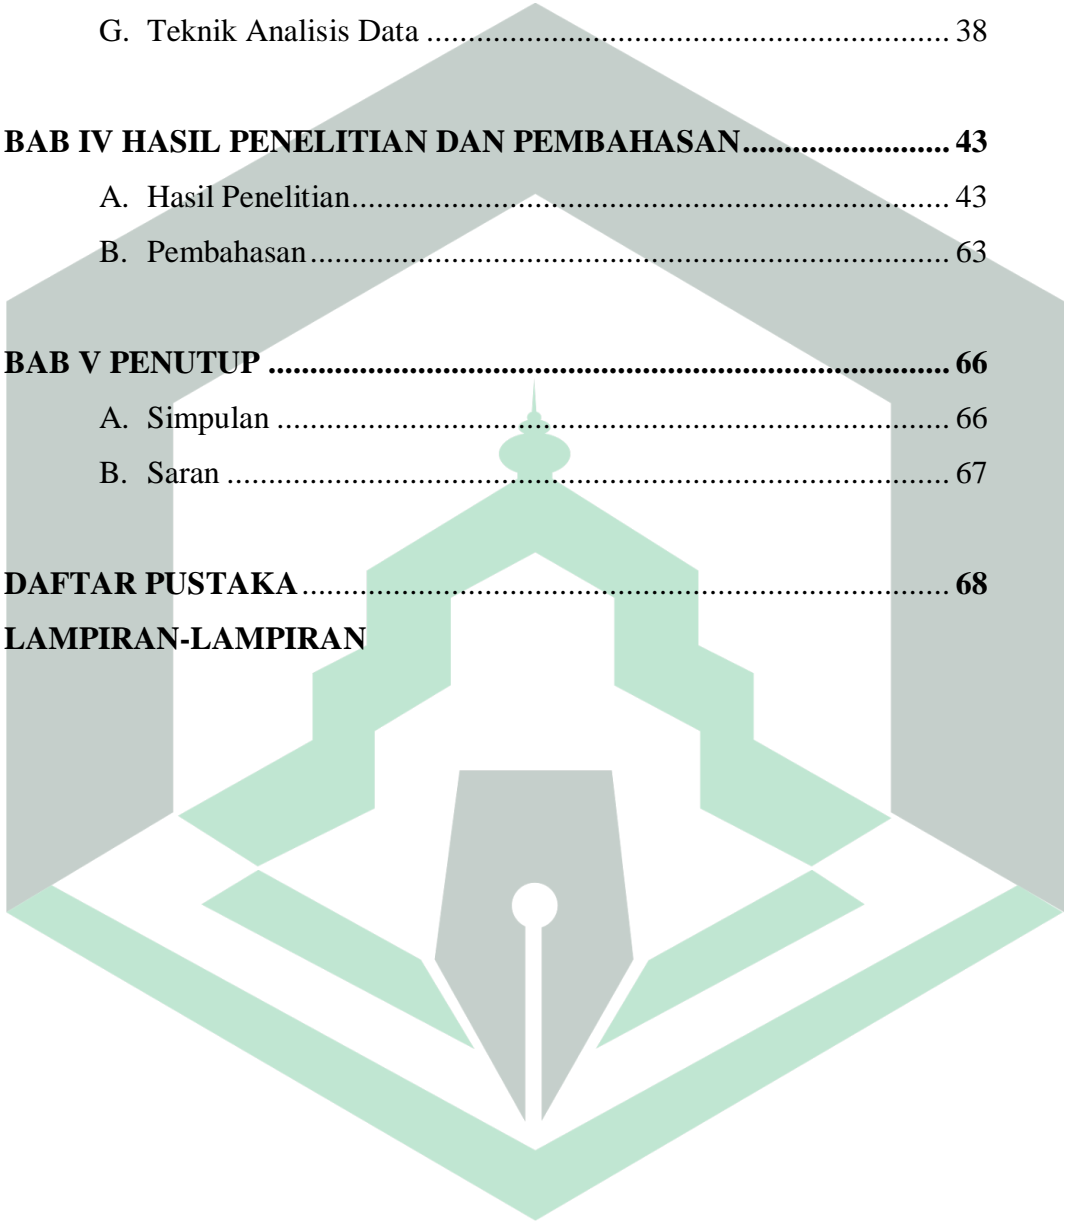 G. Teknik Analisis Data ................................................................. 38
BAB IV HASIL PENELITIAN DAN PEMBAHASAN......................... 43
A. Hasil Penelitian.......................................................................... 43
B. Pembahasan............................................................................... 63
BAB V PENUTUP .................................................................................. 66
A. Simpulan ................................................................................... 66
B. Saran ......................................................................................... 67
DAFTAR PUSTAKA................................................................................ 68
LAMPIRAN-LAMPIRAN